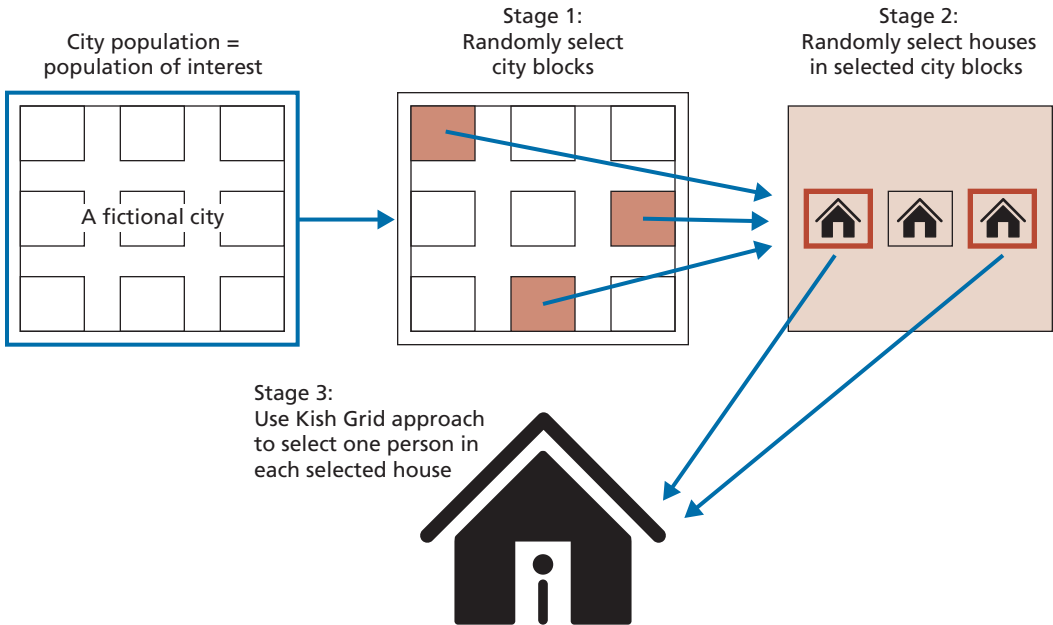 City population =
population of interest
A fictional city
Stage 1:
Randomly select
city blocks
Stage 2:
Randomly select houses
in selected city blocks
Stage 3:
Use Kish Grid approach
to select one person in
each selected house